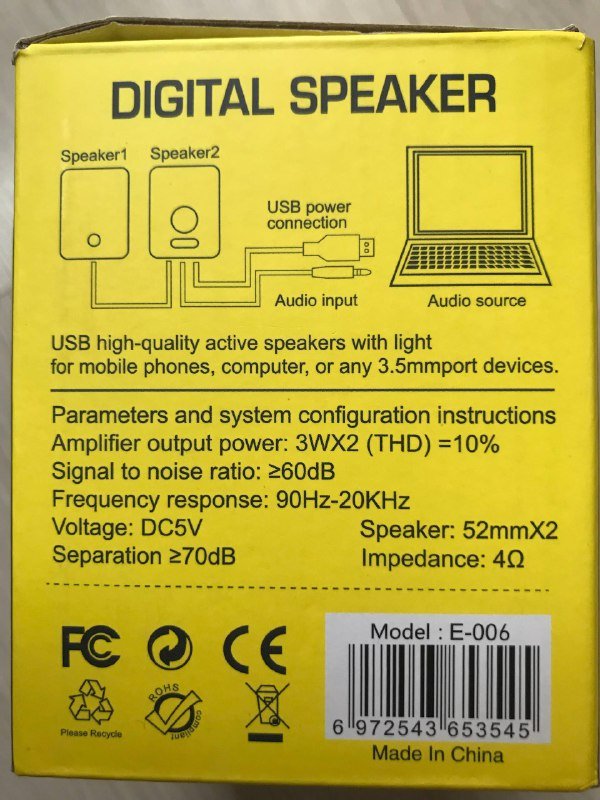 DIGITAL SPEAKER
Speaker1 Speaker2
USB power
connection
Audio input
Audio source
USB high-quality active speakers with light
for mobile phones, computer, or any 3.5mmport devices.
Parameters and system configuration instructions
Amplifier output power: 3WX2 (THD) =10%
Signal to noise ratio: ≥60dB
Frequency response: 90Hz-20KHz
Voltage: DC5V Speaker: 52mmX2
Separation ≥70dB Impedance: 4Ω
FC CE
Please Recycle
ROHS
compliant
Model : E-006
6 972543 653545
Made In China